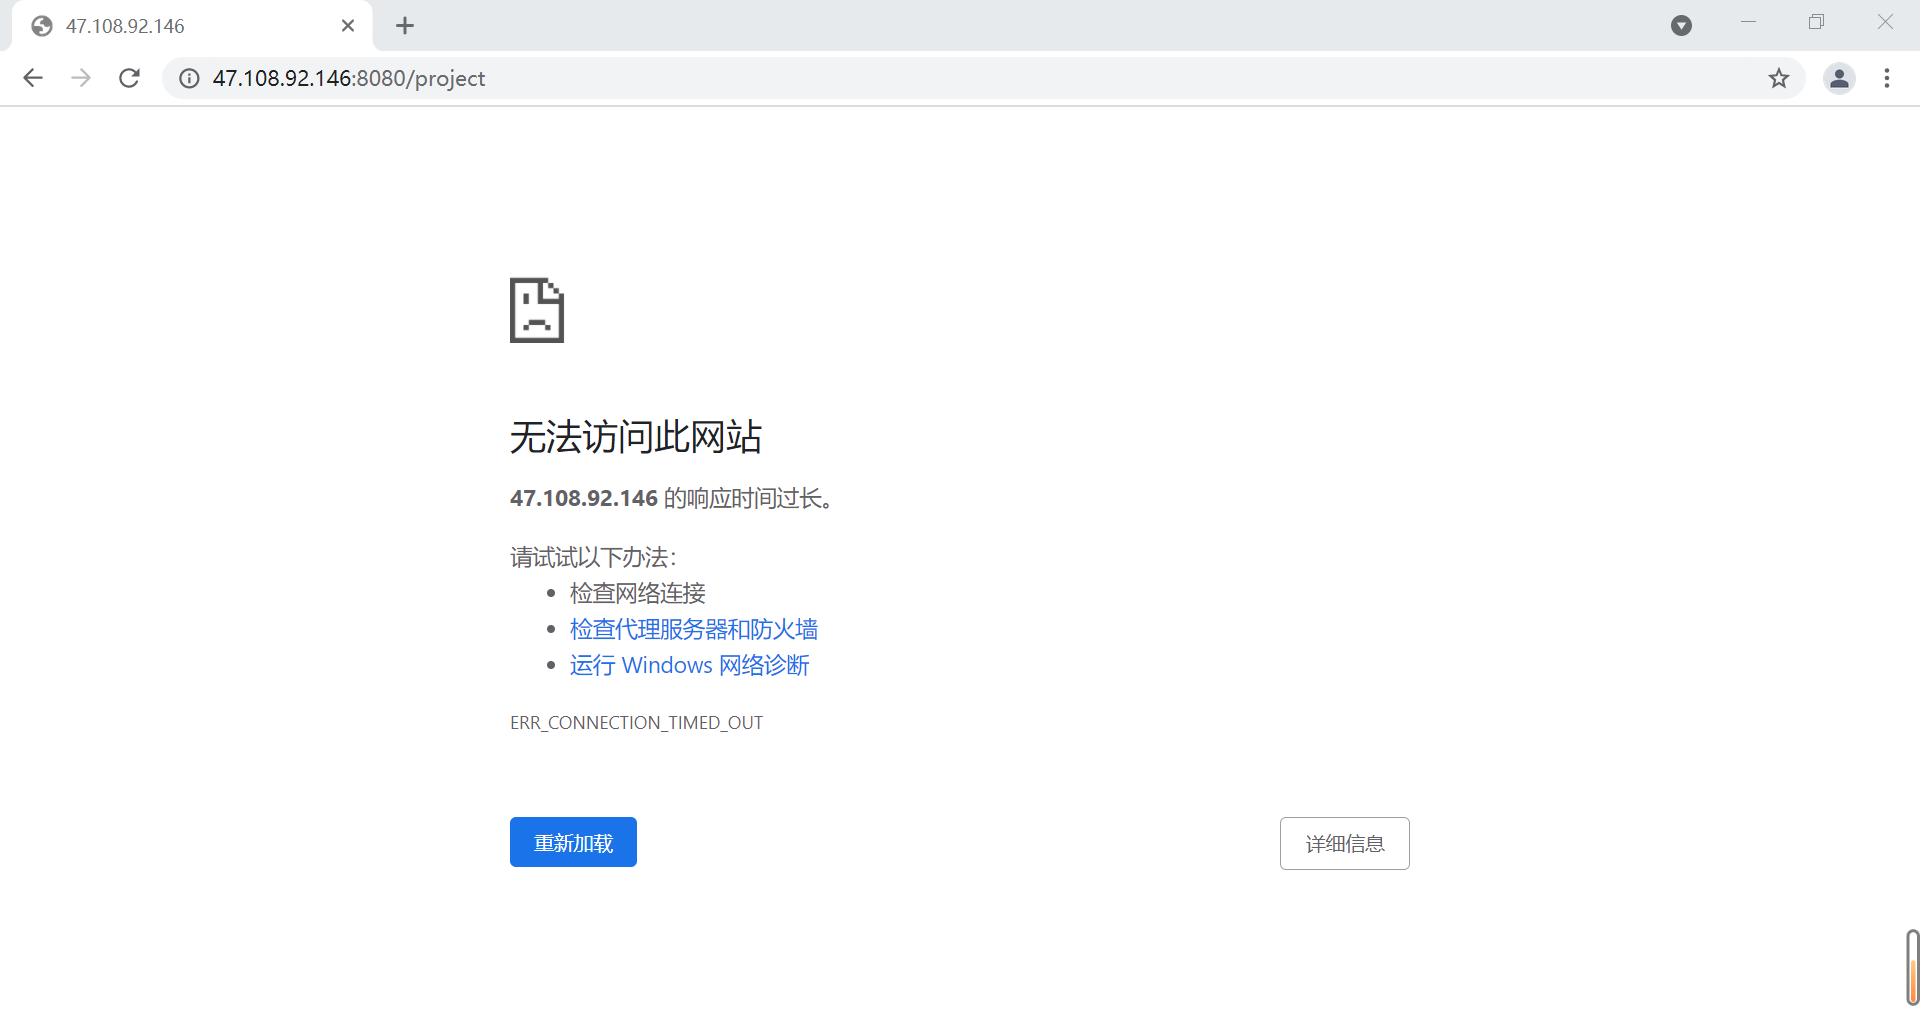 47.108.92.146
47.108.92.146:8080/project
无法访问此网站
47.108.92.146 的响应时间过长。
请试试以下办法：
检查网络连接
检查代理服务器和防火墙
运行 Windows 网络诊断
ERR_CONNECTION_TIMED_OUT
重新加载
详细信息